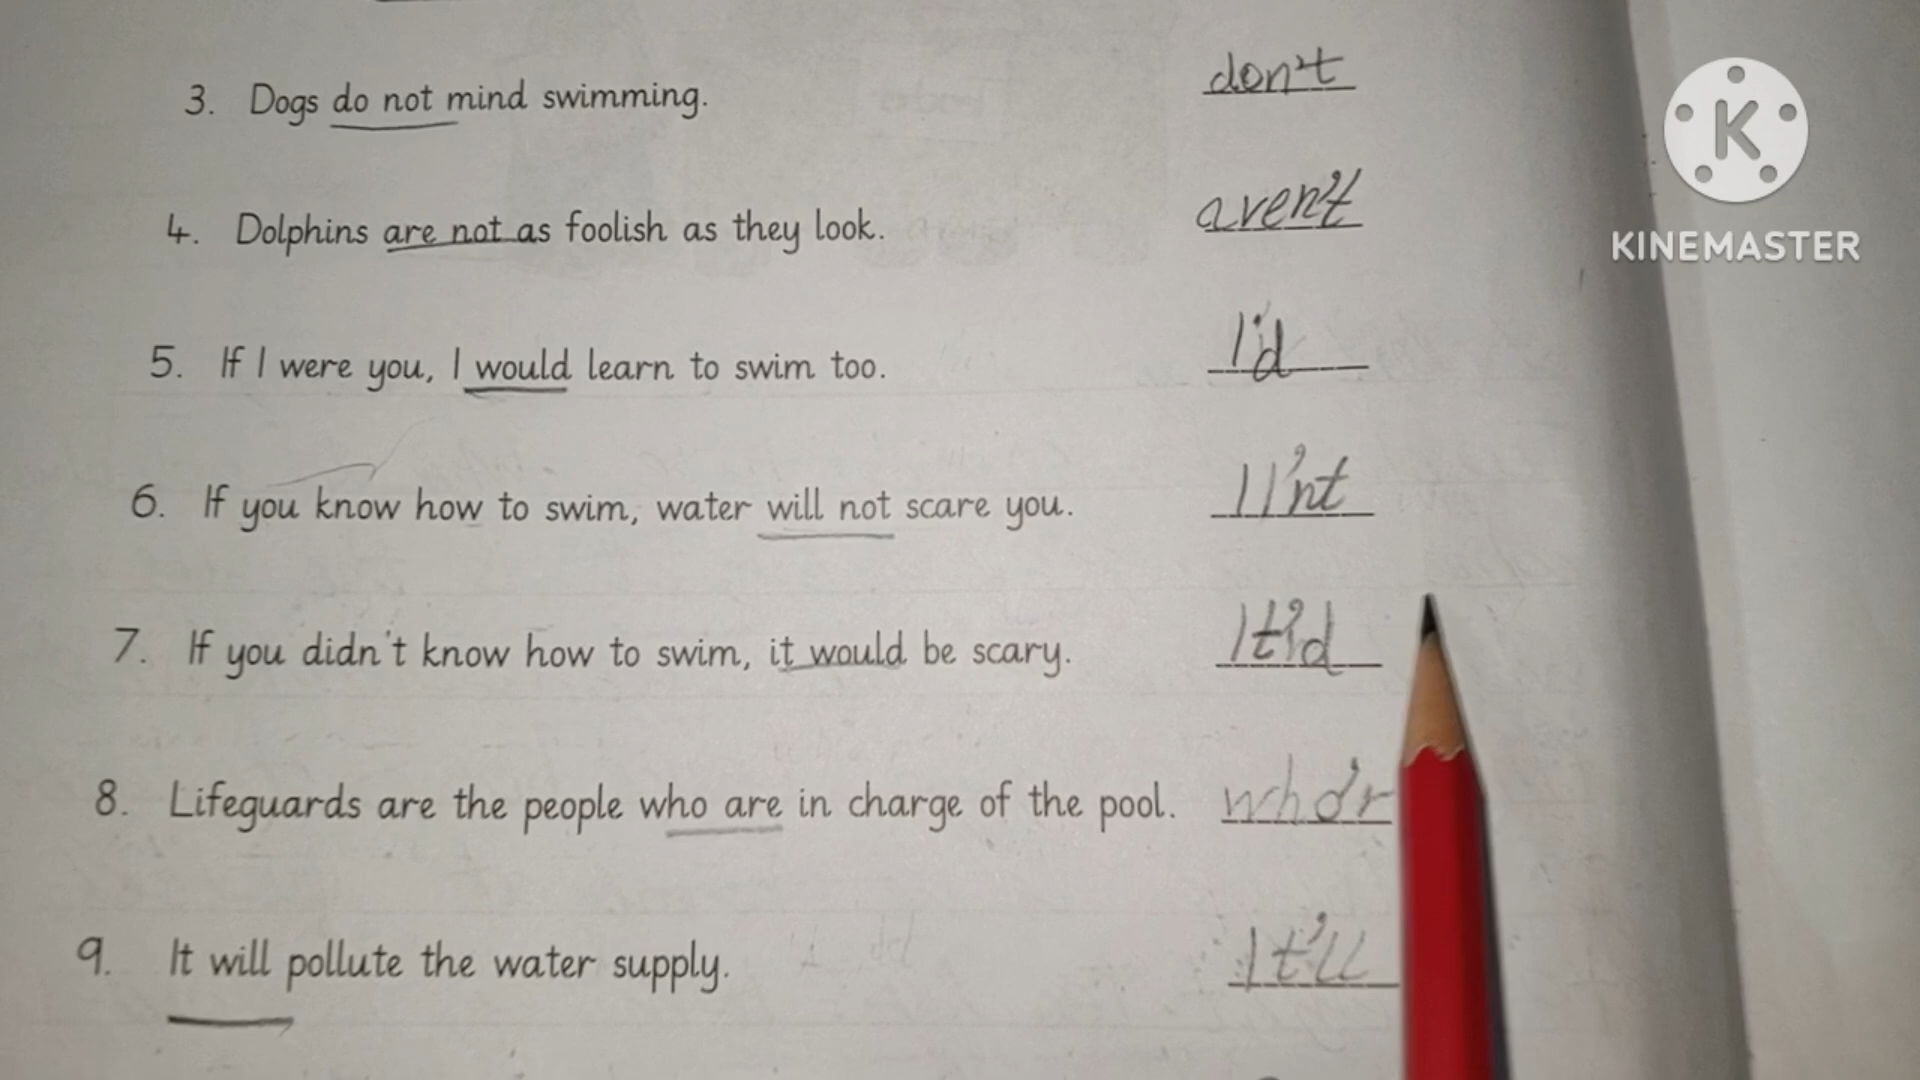 3. Dogs do not mind swimming. don't
4. Dolphins are not as foolish as they look. aren't
5. If I were you, I would learn to swim too. I'd
6. If you know how to swim, water will not scare you. ll'nt
7. If you didn't know how to swim, it would be scary. It'd
8. Lifeguards are the people who are in charge of the pool. who'r
9. It will pollute the water supply. It'll
K
KINEMASTER